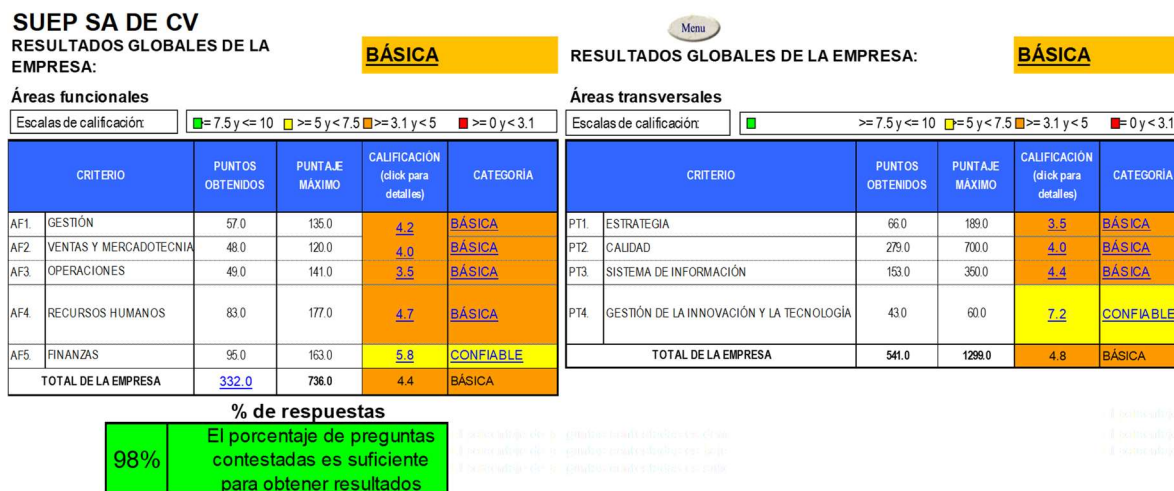 SUEP SA DE CV
RESULTADOS GLOBALES DE LA
EMPRESA:
BÁSICA
Áreas funcionales
Escalas de calificación: = 7.5 y <= 10 >= 5 y < 7.5 >= 3.1 y < 5 >= 0 y < 3.1
CRITERIO
PUNTOS
OBTENIDOS
PUNTAJE
MÁXIMO
CALIFICACIÓN
(click para
detalles)
CATEGORÍA
AF1. GESTIÓN 57.0 135.0 4.2 BÁSICA
AF2. VENTAS Y MERCADOTECNIA 48.0 120.0 4.0 BÁSICA
AF3. OPERACIONES 49.0 141.0 3.5 BÁSICA
AF4. RECURSOS HUMANOS 83.0 177.0 4.7 BÁSICA
AF5. FINANZAS 95.0 163.0 5.8 CONFIABLE
TOTAL DE LA EMPRESA 332.0 736.0 4.4 BÁSICA
% de respuestas
98%
El porcentaje de preguntas
contestadas es suficiente
para obtener resultados
Menu
RESULTADOS GLOBALES DE LA EMPRESA:
BÁSICA
Áreas transversales
Escalas de calificación: >= 7.5 y <= 10 = 5 y < 7.5 >= 3.1 y < 5 = 0 y < 3.1
CRITERIO
PUNTOS
OBTENIDOS
PUNTAJE
MÁXIMO
CALIFICACIÓN
(click para
detalles)
CATEGORÍA
PT1. ESTRATEGIA 66.0 189.0 3.5 BÁSICA
PT2. CALIDAD 279.0 700.0 4.0 BÁSICA
PT3. SISTEMA DE INFORMACIÓN 153.0 350.0 4.4 BÁSICA
PT4. GESTIÓN DE LA INNOVACIÓN Y LA TECNOLOGÍA 43.0 60.0 7.2 CONFIABLE
TOTAL DE LA EMPRESA 541.0 1299.0 4.8 BÁSICA